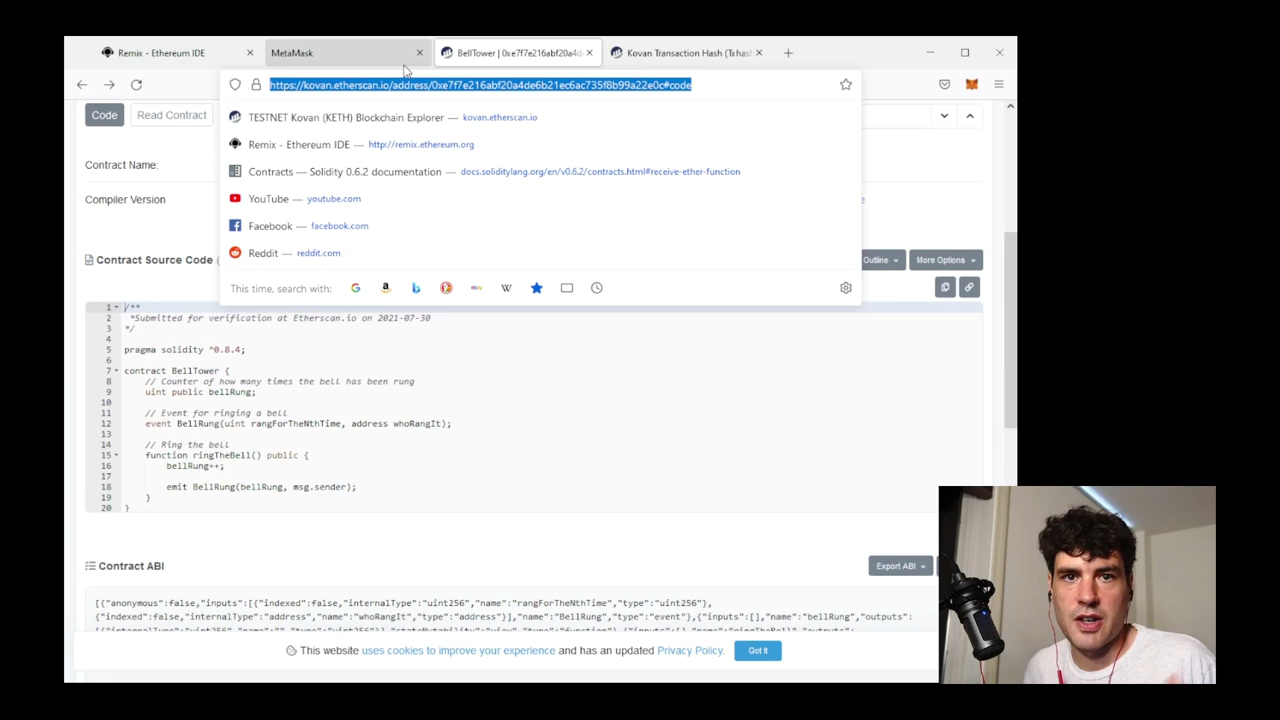 Remix - Ethereum IDE
MetaMask
BellTower | 0xe7f7e216abf20a4d
Kovan Transaction Hash (Txhash
https://kovan.etherscan.io/address/0xe7f7e216abf20a4de6b21ec6ac735f8b99a22e0c#code
Code
Read Contract
TESTNET Kovan (KETH) Blockchain Explorer — kovan.etherscan.io
Remix - Ethereum IDE — http://remix.ethereum.org
Contract Name:
Contracts — Solidity 0.6.2 documentation — docs.soliditylang.org/en/v0.6.2/contracts.html#receive-ether-function
Compiler Version
YouTube — youtube.com
Facebook — facebook.com
Reddit — reddit.com
Contract Source Code (
Outline
More Options
This time, search with:
1 /**
2 *Submitted for verification at Etherscan.io on 2021-07-30
3 */
4
5 pragma solidity ^0.8.4;
6
7 contract BellTower {
8 // Counter of how many times the bell has been rung
9 uint public bellRung;
10
11 // Event for ringing a bell
12 event BellRung(uint rangForTheNthTime, address whoRangIt);
13
14 // Ring the bell
15 function ringTheBell() public {
16 bellRung++;
17
18 emit BellRung(bellRung, msg.sender);
19 }
20 }
Contract ABI
Export ABI
[{"anonymous":false,"inputs":[{"indexed":false,"internalType":"uint256","name":"rangForTheNthTime","type":"uint256"},
{"indexed":false,"internalType":"address","name":"whoRangIt","type":"address"}],"name":"BellRung","type":"event"},{"inputs":[],"name":"bellRung","outputs":
This website uses cookies to improve your experience and has an updated Privacy Policy.
Got It